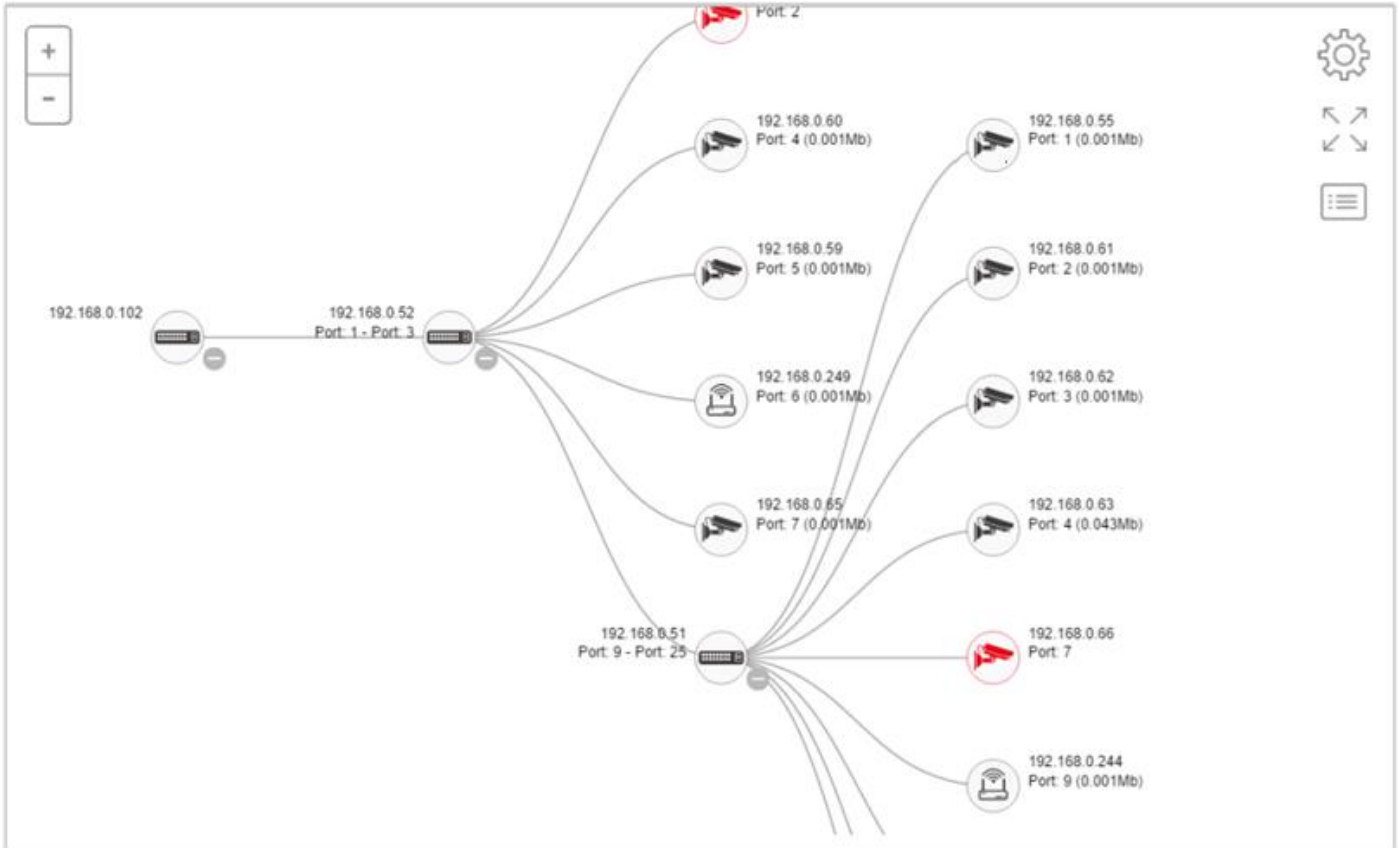 Port: 2
+
-
192.168.0.60
Port: 4 (0.001Mb)
192.168.0.55
Port: 1 (0.001Mb)
192.168.0.59
Port: 5 (0.001Mb)
192.168.0.61
Port: 2 (0.001Mb)
192.168.0.102
192.168.0.52
Port: 1 - Port: 3
192.168.0.249
Port: 6 (0.001Mb)
192.168.0.62
Port: 3 (0.001Mb)
192.168.0.65
Port: 7 (0.001Mb)
192.168.0.63
Port: 4 (0.043Mb)
192.168.0.51
Port: 9 - Port: 25
192.168.0.66
Port: 7
192.168.0.244
Port: 9 (0.001Mb)